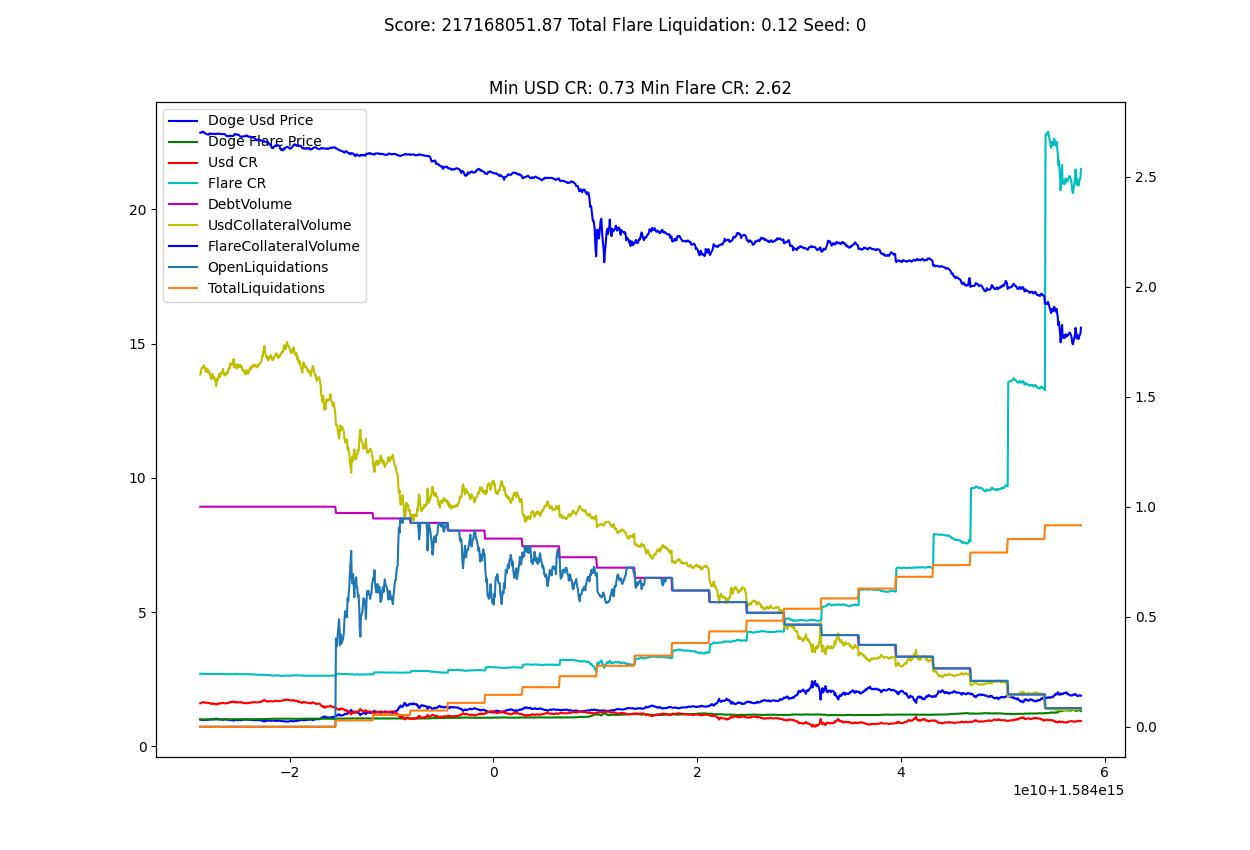 Score: 217168051.87 Total Flare Liquidation: 0.12 Seed: 0
Min USD CR: 0.73 Min Flare CR: 2.62
Doge Usd Price
Doge Flare Price
Usd CR
Flare CR
DebtVolume
UsdCollateralVolume
FlareCollateralVolume
OpenLiquidations
TotalLiquidations
20
15
10
5
0
2.5
2.0
1.5
1.0
0.5
0.0
−2
0
2
4
6
1e10+1.584e15